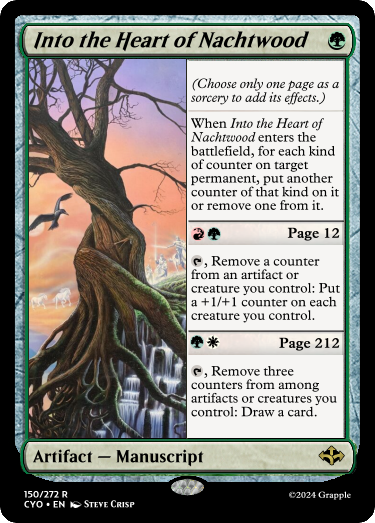 Into the Heart of Nachtwood
(Choose only one page as a
sorcery to add its effects.)
When Into the Heart of
Nachtwood enters the
battlefield, for each kind
of counter on target
permanent, put another
counter of that kind on it
or remove one from it.
Page 12
, Remove a counter
from an artifact or
creature you control: Put
a +1/+1 counter on each
creature you control.
Page 212
, Remove three
counters from among
artifacts or creatures you
control: Draw a card.
Artifact — Manuscript
150/272 R
CYO • EN Steve Crisp
©2024 Grapple